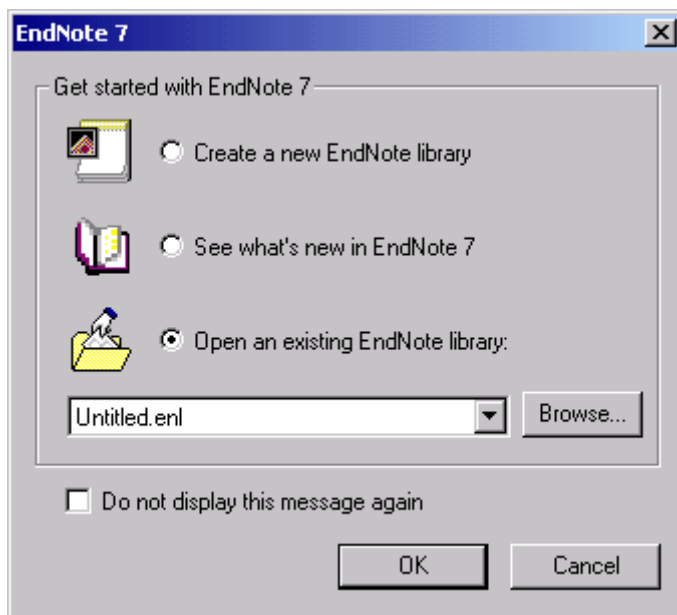 EndNote 7
Get started with EndNote 7
Create a new EndNote library
See what's new in EndNote 7
Open an existing EndNote library:
Untitled.enl
Browse...
Do not display this message again
OK
Cancel